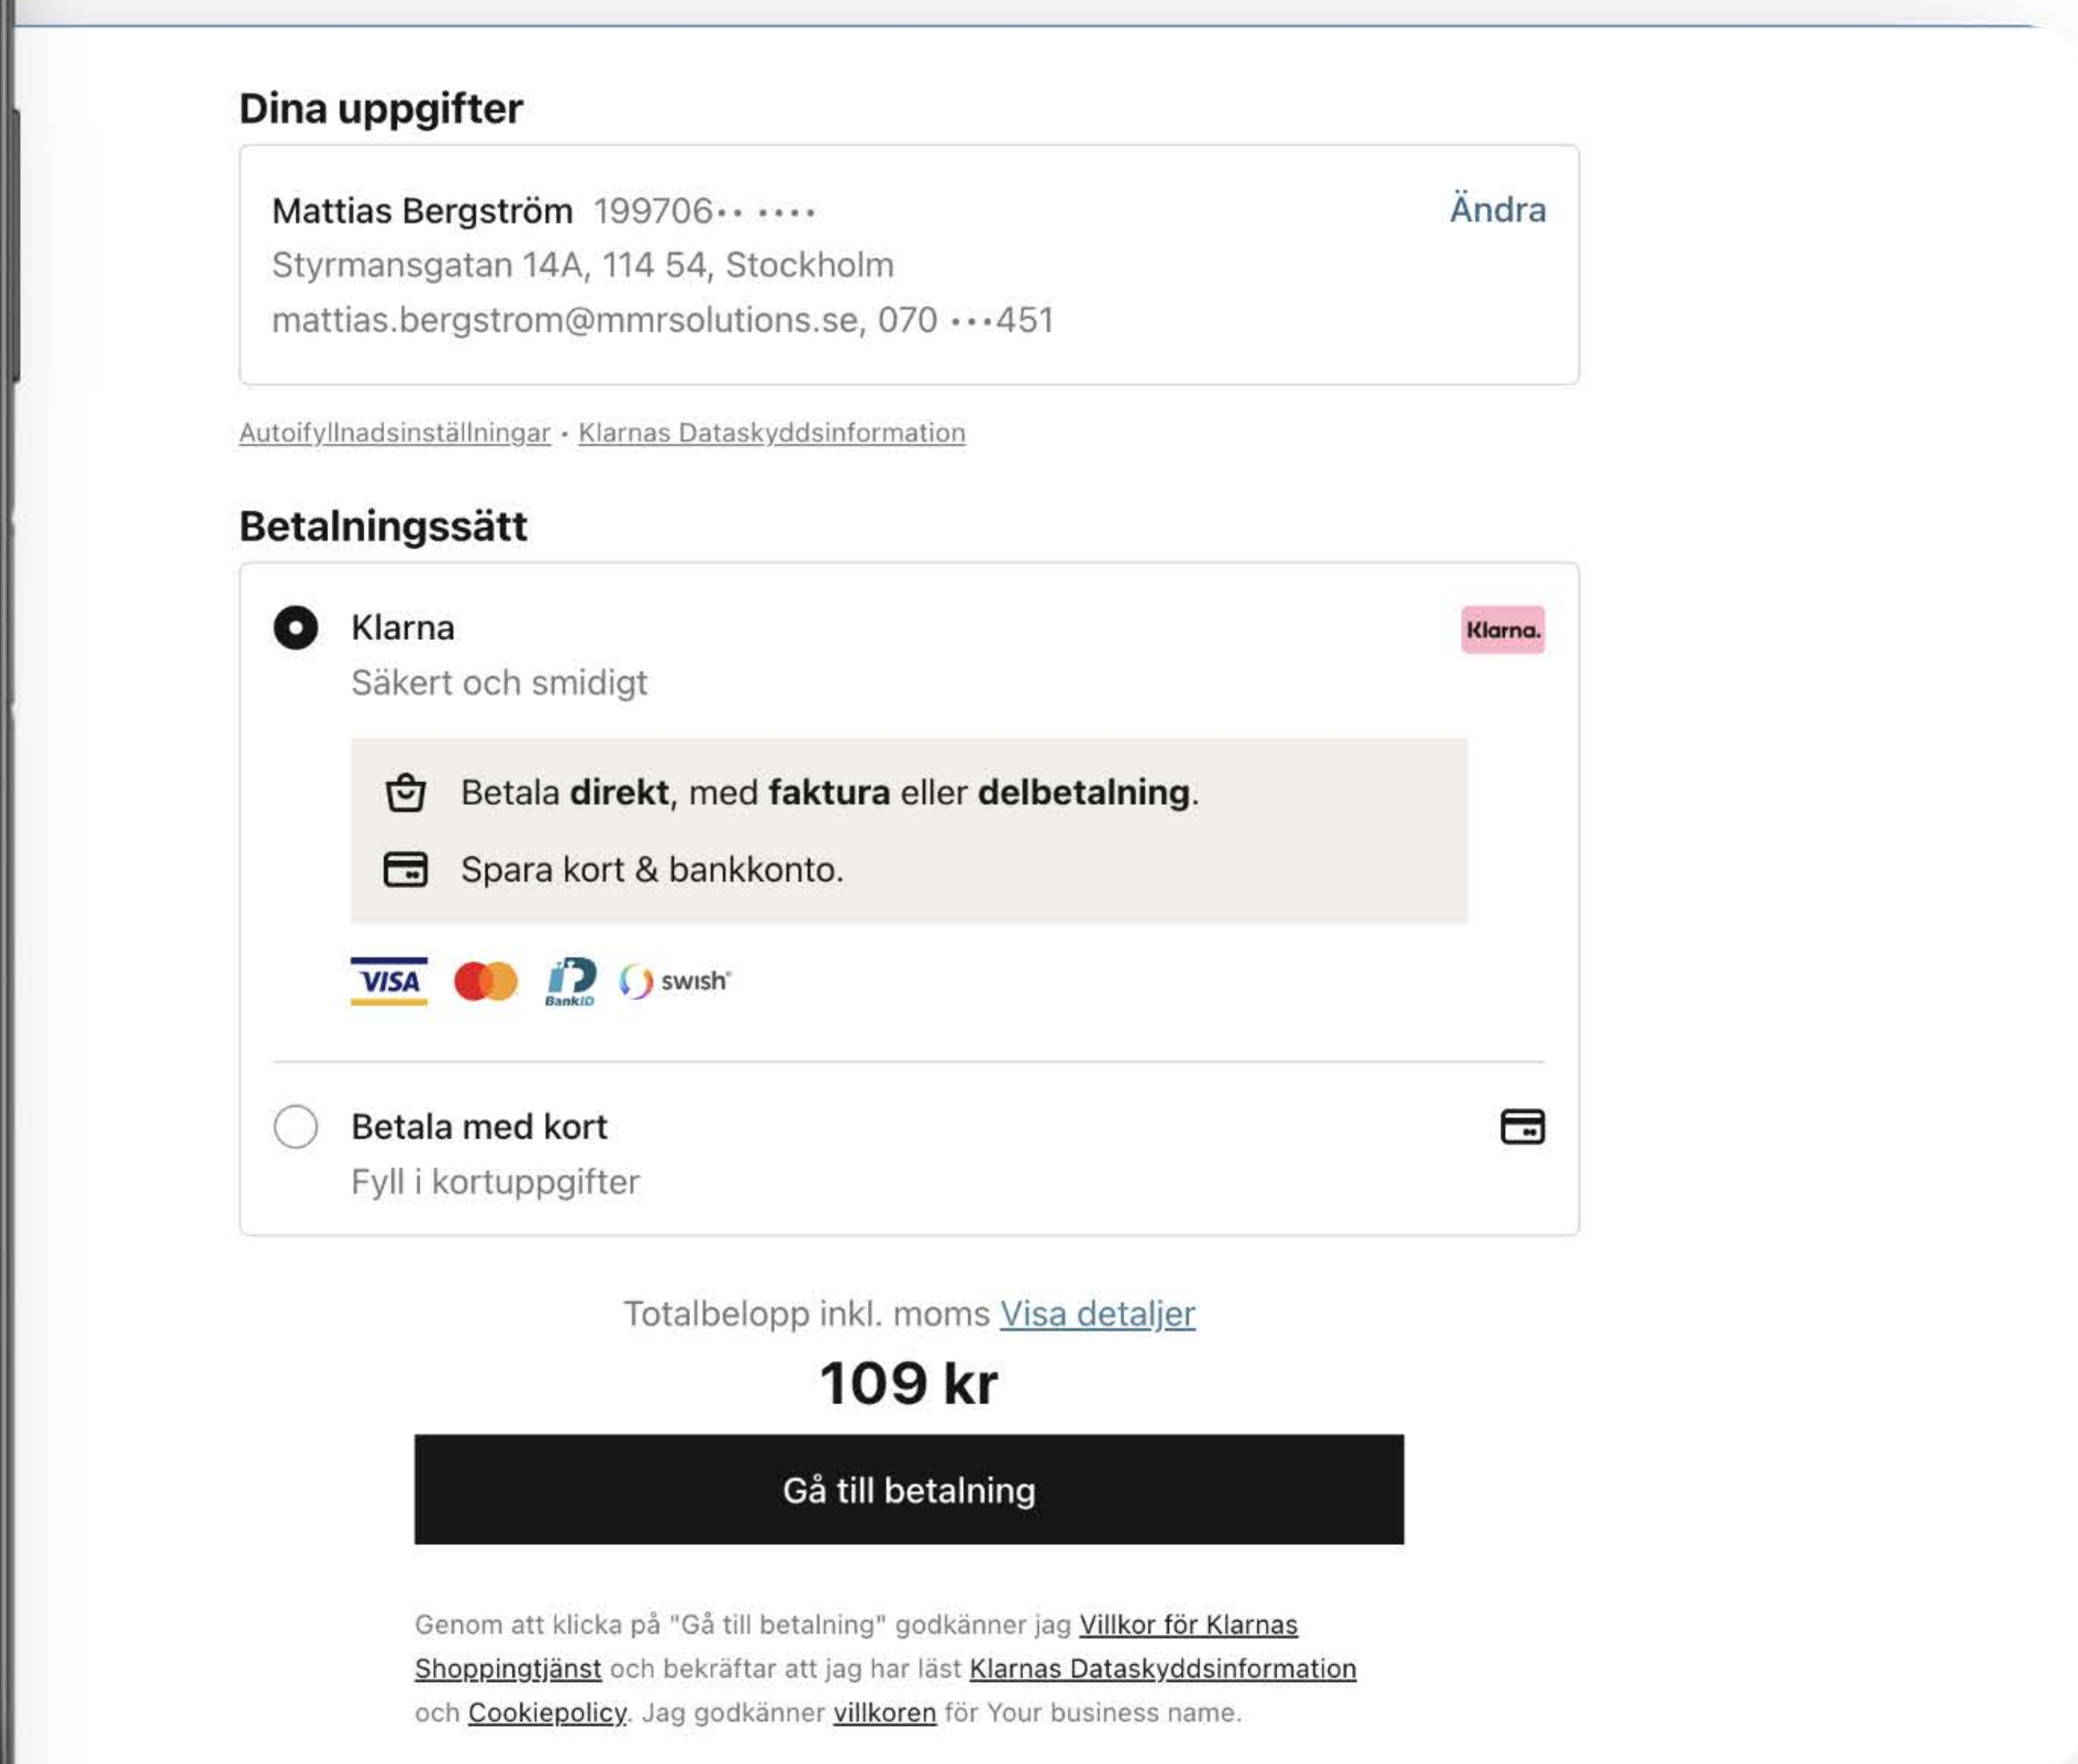 Dina uppgifter
Mattias Bergström 199706•• ••••
Ändra
Styrmansgatan 14A, 114 54, Stockholm
mattias.bergstrom@mmrsolutions.se, 070 •••451
Autoifyllnadsinställningar • Klarnas Dataskyddsinformation
Betalningssätt
Klarna
Klarna.
Säkert och smidigt
Betala direkt, med faktura eller delbetalning.
Spara kort & bankkonto.
VISA BankID swish®
Betala med kort
Fyll i kortuppgifter
Totalbelopp inkl. moms Visa detaljer
109 kr
Gå till betalning
Genom att klicka på "Gå till betalning" godkänner jag Villkor för Klarnas
Shoppingtjänst och bekräftar att jag har läst Klarnas Dataskyddsinformation
och Cookiepolicy. Jag godkänner villkoren för Your business name.